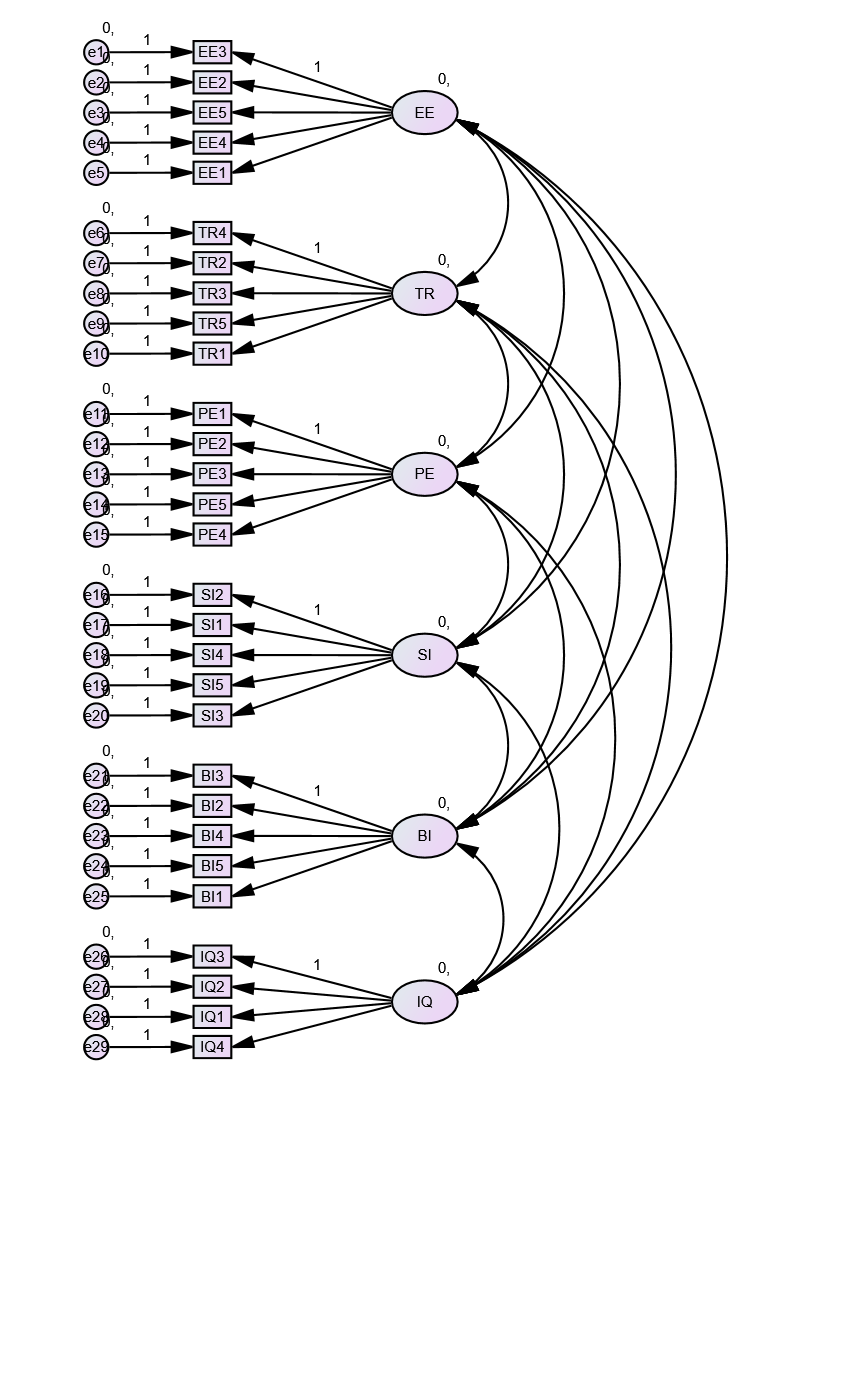 0,
e1 1 EE3 1
0,
e2 1 EE2 0,
0,
e3 1 EE5 EE
0,
e4 1 EE4
0,
e5 1 EE1
0,
e6 1 TR4 1
0,
e7 1 TR2 0,
0,
e8 1 TR3 TR
0,
e9 1 TR5
0,
e10 1 TR1
0,
e11 1 PE1 1
0,
e12 1 PE2 0,
0,
e13 1 PE3 PE
0,
e14 1 PE5
0,
e15 1 PE4
0,
e16 1 SI2 1
0,
e17 1 SI1 0,
0,
e18 1 SI4 SI
0,
e19 1 SI5
0,
e20 1 SI3
0,
e21 1 BI3 1
0,
e22 1 BI2 0,
0,
e23 1 BI4 BI
0,
e24 1 BI5
0,
e25 1 BI1
0,
e26 1 IQ3 1
0,
e27 1 IQ2 0,
0,
e28 1 IQ1 IQ
0,
e29 1 IQ4